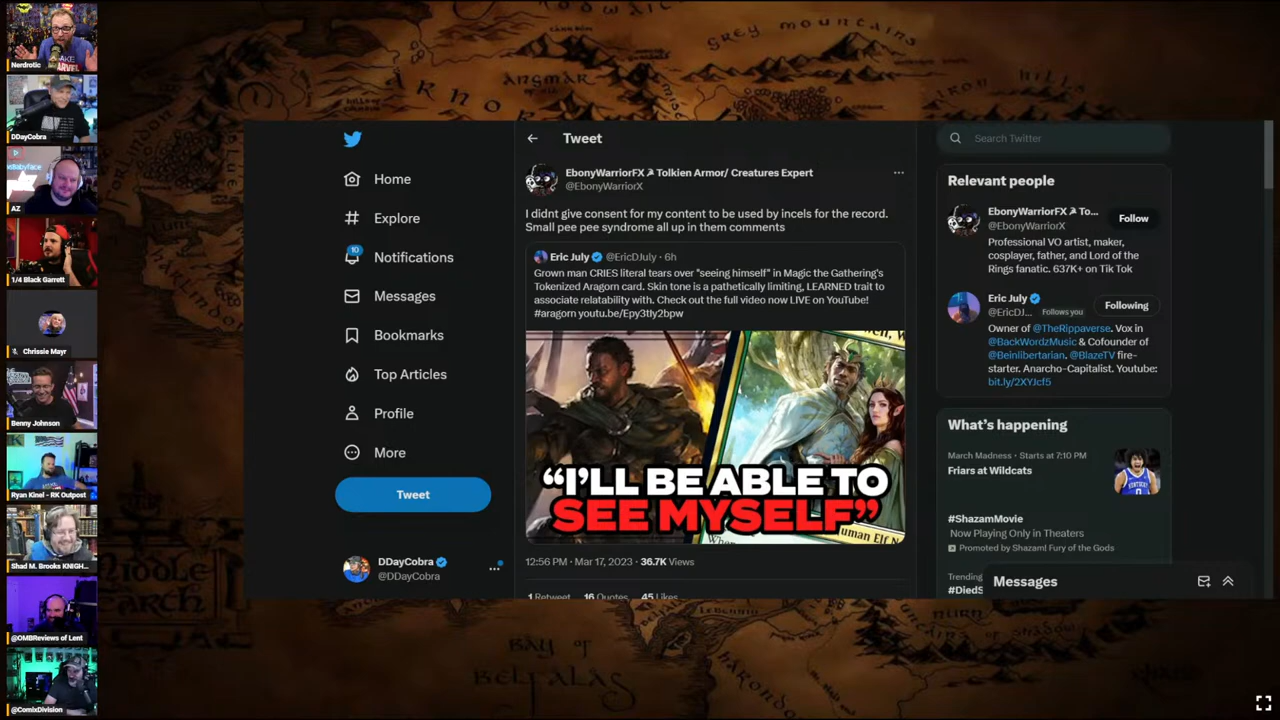 Nerdrotic
DDayCobra
AZ
1/4 Black Garrett
Chrissie Mayr
Benny Johnson
Ryan Kinel - RK Outpost
Shad M. Brooks KNIGH...
@OMBReviews of Lent
@ComixDivision
GREY MOUNTAINS
ANGMAR
Home
Explore
10
Notifications
Messages
Bookmarks
Top Articles
Profile
More
Tweet
DDayCobra
@DDayCobra
Tweet
EbonyWarriorFX Tolkien Armor/ Creatures Expert
@EbonyWarriorX
I didnt give consent for my content to be used by incels for the record.
Small pee pee syndrome all up in them comments
Eric July @EricDJuly · 6h
Grown man CRIES literal tears over "seeing himself" in Magic the Gathering's
Tokenized Aragorn card. Skin tone is a pathetically limiting, LEARNED trait to
associate relatability with. Check out the full video now LIVE on YouTube!
#aragorn youtu.be/Epy3tIy2bpw
“I’LL BE ABLE TO
SEE MYSELF”
12:56 PM · Mar 17, 2023 · 36.7K Views
1 Retweet 16 Quotes 45 Likes
Search Twitter
Relevant people
EbonyWarriorFX To...
@EbonyWarriorX
Follow
Professional VO artist, maker,
cosplayer, father, and Lord of the
Rings fanatic. 637K+ on Tik Tok
Eric July
@EricDJ... Follows you
Following
Owner of @TheRippaverse. Vox in
@BackWordzMusic & Cofounder of
@Beinlibertarian. @BlazeTV fire-
starter. Anarcho-Capitalist. Youtube:
bit.ly/2XYJcf5
What’s happening
March Madness · Starts at 7:10 PM
Friars at Wildcats
#ShazamMovie
Now Playing Only in Theaters
Promoted by Shazam! Fury of the Gods
Trending
Messages
BAY OF
BELFALAS